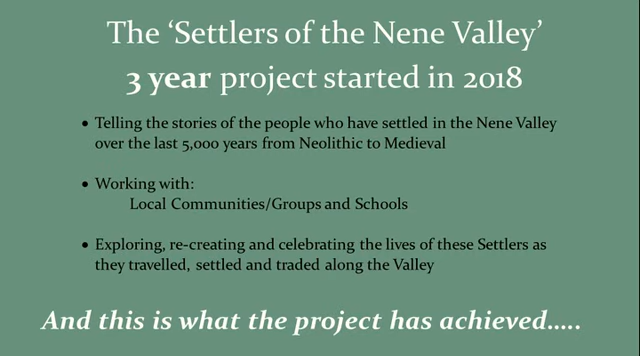 The ‘Settlers of the Nene Valley’
3 year project started in 2018
• Telling the stories of the people who have settled in the Nene Valley
over the last 5,000 years from Neolithic to Medieval
• Working with:
Local Communities/Groups and Schools
• Exploring, re-creating and celebrating the lives of these Settlers as
they travelled, settled and traded along the Valley
And this is what the project has achieved…..